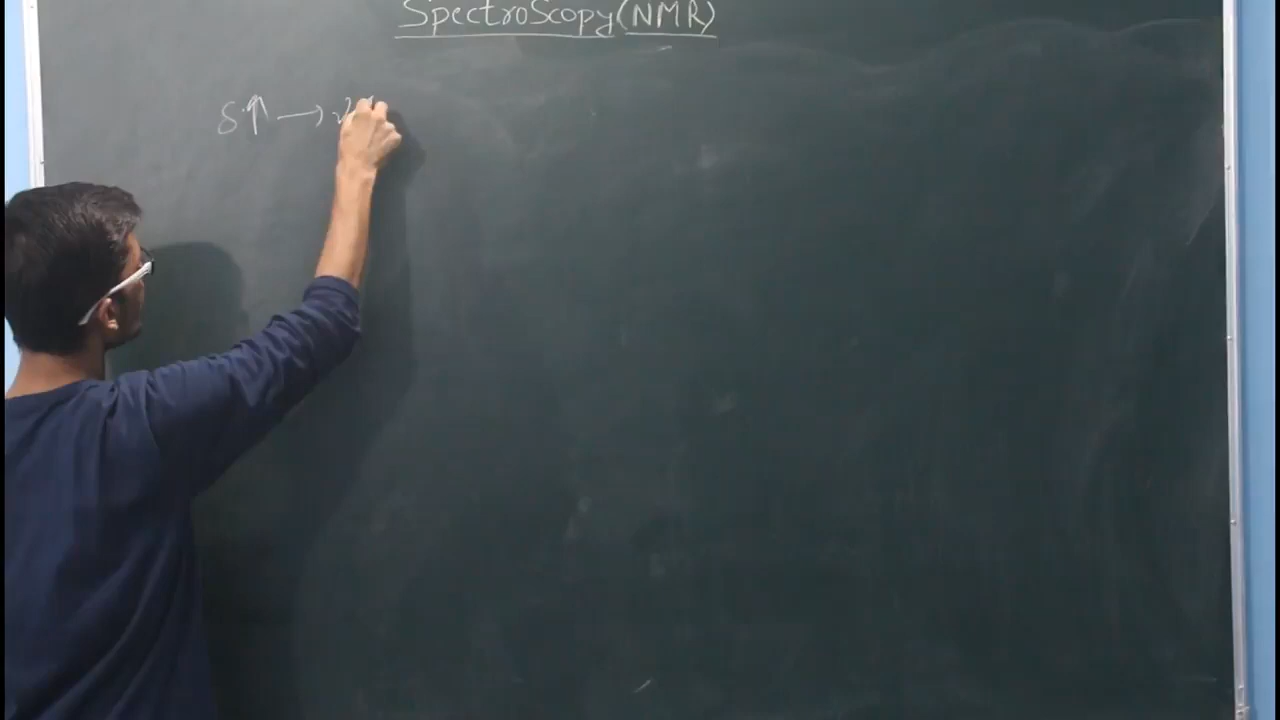 SpectroScopy(NMR)
δ↑ → ν